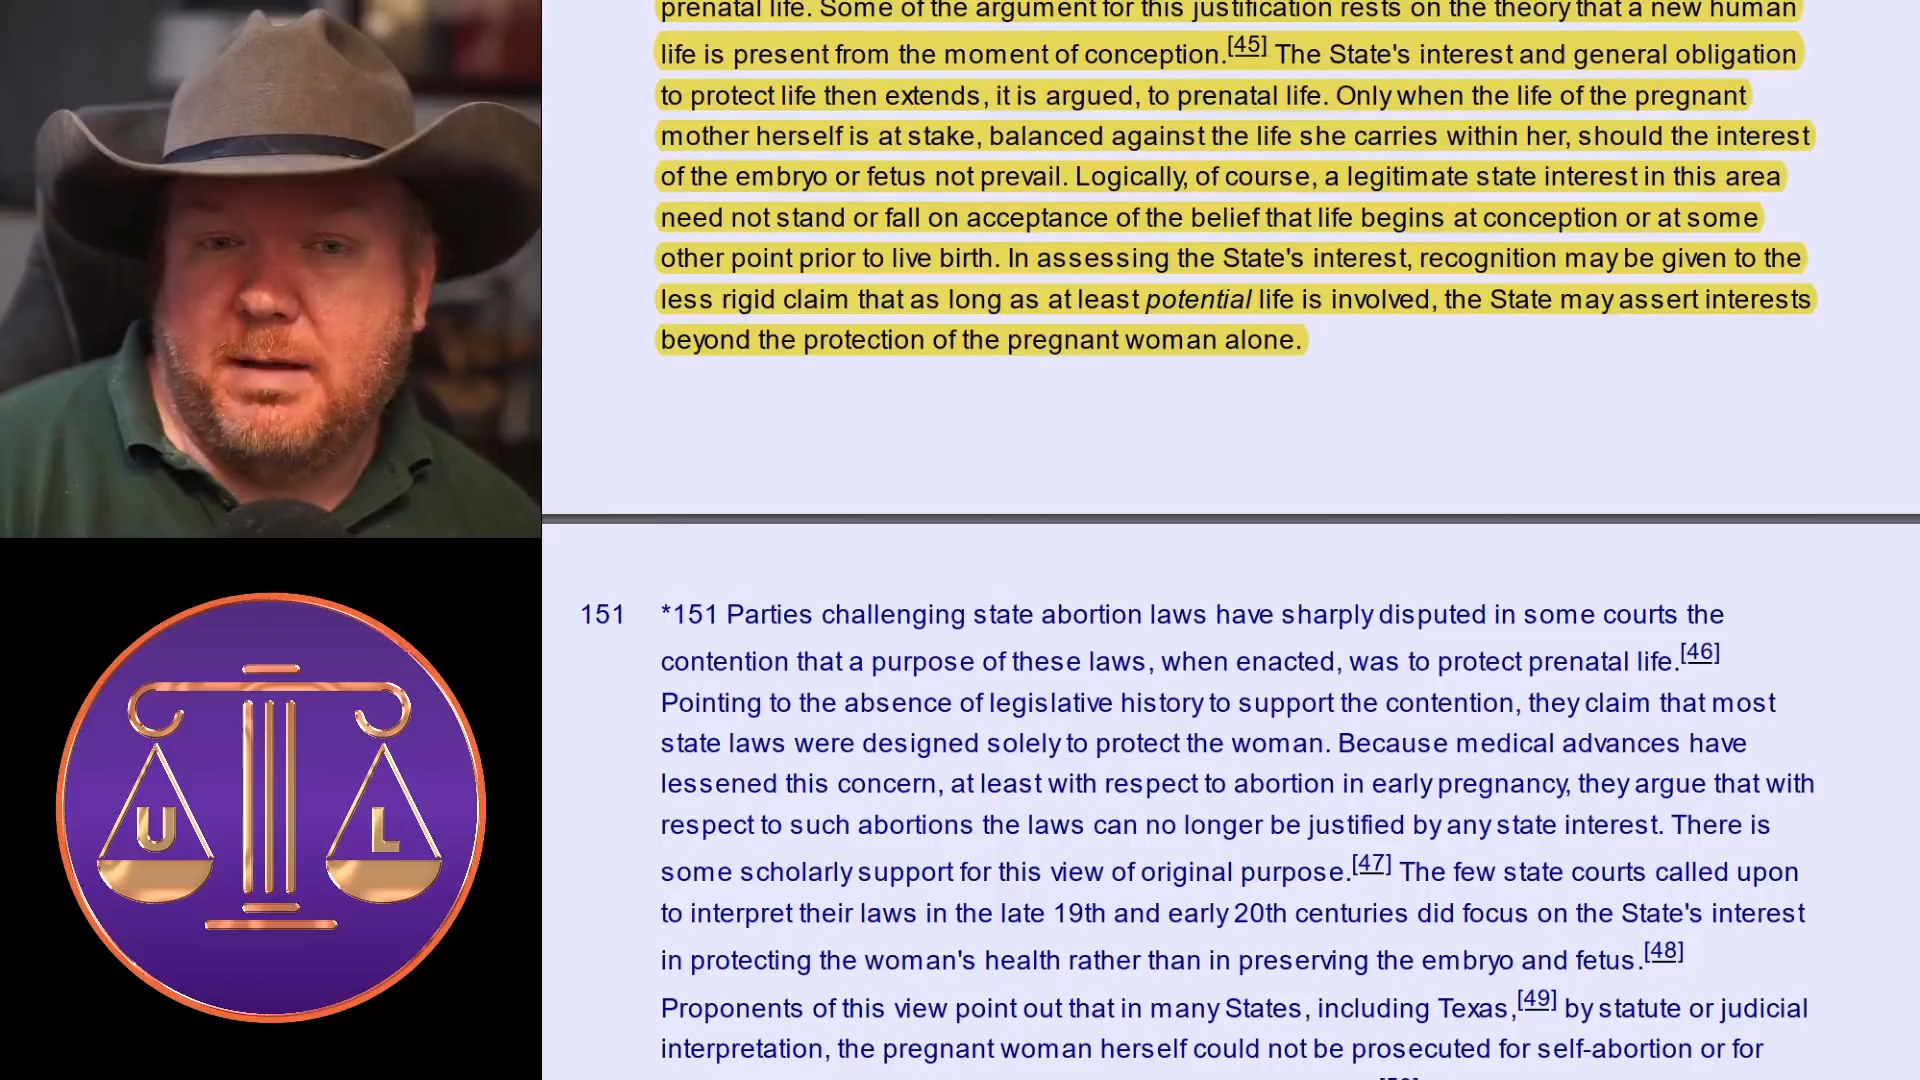 prenatal life. Some of the argument for this justification rests on the theory that a new human
life is present from the moment of conception.[45] The State's interest and general obligation
to protect life then extends, it is argued, to prenatal life. Only when the life of the pregnant
mother herself is at stake, balanced against the life she carries within her, should the interest
of the embryo or fetus not prevail. Logically, of course, a legitimate state interest in this area
need not stand or fall on acceptance of the belief that life begins at conception or at some
other point prior to live birth. In assessing the State's interest, recognition may be given to the
less rigid claim that as long as at least potential life is involved, the State may assert interests
beyond the protection of the pregnant woman alone.
151 *151 Parties challenging state abortion laws have sharply disputed in some courts the
contention that a purpose of these laws, when enacted, was to protect prenatal life.[46]
Pointing to the absence of legislative history to support the contention, they claim that most
state laws were designed solely to protect the woman. Because medical advances have
lessened this concern, at least with respect to abortion in early pregnancy, they argue that with
respect to such abortions the laws can no longer be justified by any state interest. There is
some scholarly support for this view of original purpose.[47] The few state courts called upon
to interpret their laws in the late 19th and early 20th centuries did focus on the State's interest
in protecting the woman's health rather than in preserving the embryo and fetus.[48]
Proponents of this view point out that in many States, including Texas,[49] by statute or judicial
interpretation, the pregnant woman herself could not be prosecuted for self-abortion or for
U L